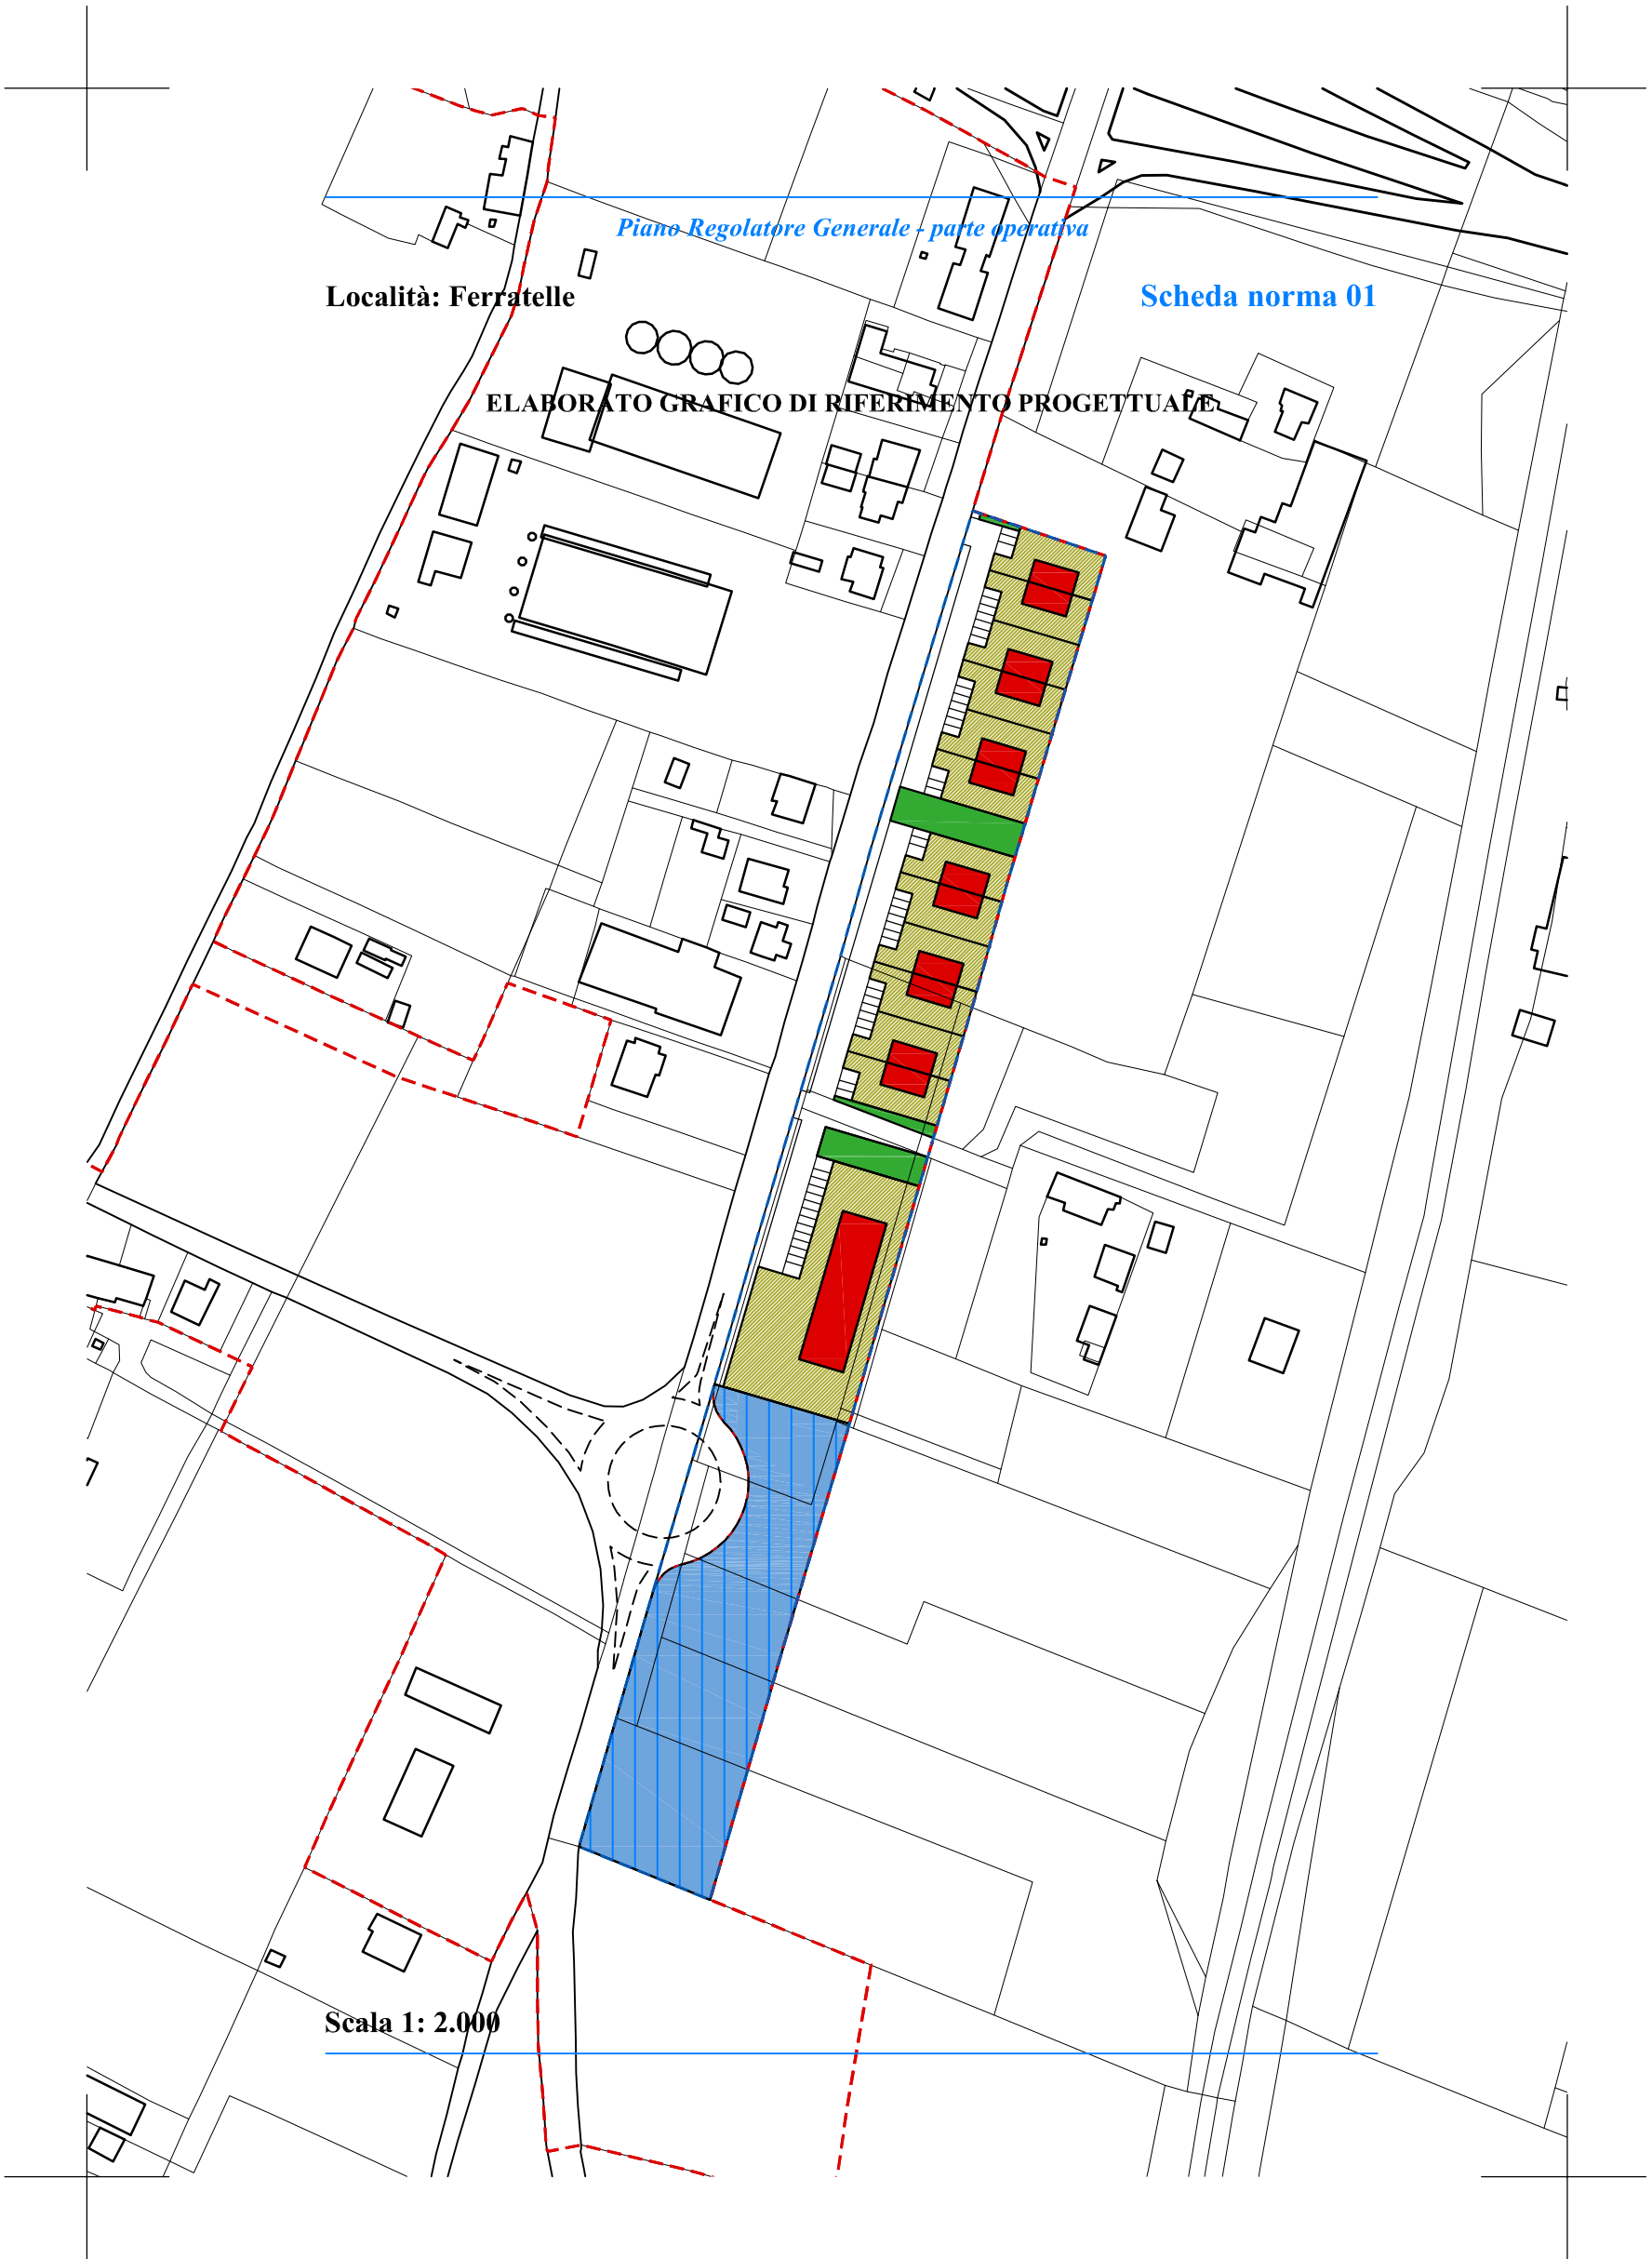 Piano Regolatore Generale - parte operativa
Località: Ferratelle
Scheda norma 01
ELABORATO GRAFICO DI RIFERIMENTO PROGETTUALE
Scala 1: 2.000